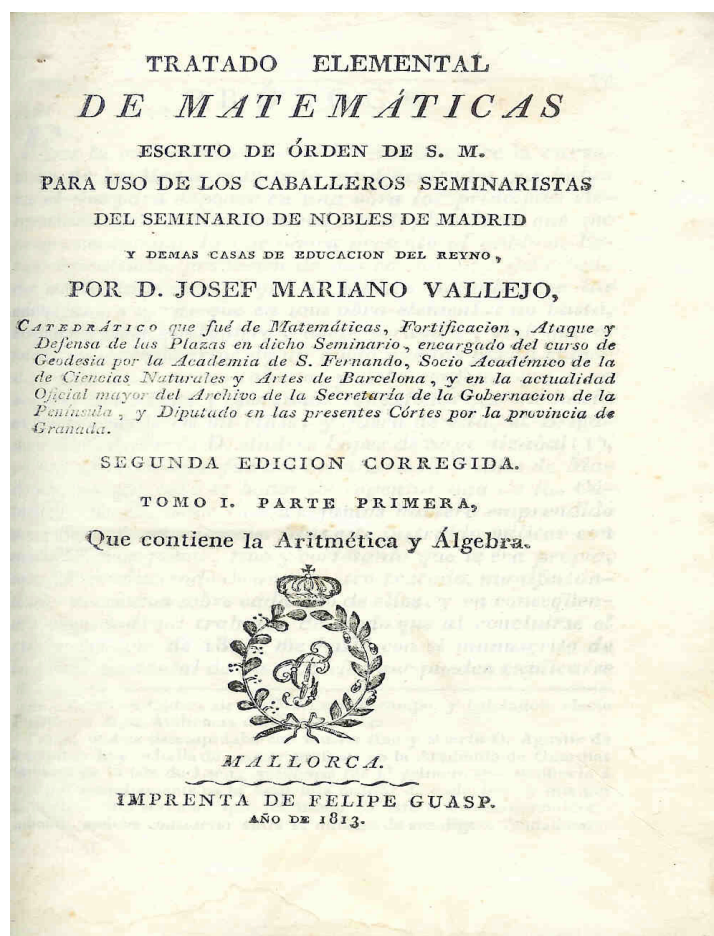 TRATADO ELEMENTAL
DE MATEMÁTICAS
ESCRITO DE ÓRDEN DE S. M.
PARA USO DE LOS CABALLEROS SEMINARISTAS
DEL SEMINARIO DE NOBLES DE MADRID
Y DEMAS CASAS DE EDUCACION DEL REYNO,
POR D. JOSEF MARIANO VALLEJO,
CATEDRÁTICO que fué de Matemáticas, Fortificacion, Ataque y
Defensa de las Plazas en dicho Seminario, encargado del curso de
Geodesia por la Academia de S. Fernando, Socio Académico de la
de Ciencias Naturales y Artes de Barcelona, y en la actualidad
Oficial mayor del Archivo de la Secretaría de la Gobernacion de la
Península, y Diputado en las presentes Córtes por la provincia de
Granada.
SEGUNDA EDICION CORREGIDA.
TOMO I. PARTE PRIMERA,
Que contiene la Aritmética y Álgebra.
MALLORCA.
IMPRENTA DE FELIPE GUASP.
AÑO DE 1813.